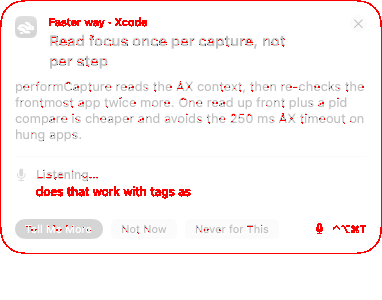 Faster way · Xcode
Read focus once per capture, not
per step
performCapture reads the AX context, then re-checks the
frontmost app twice more. One read up front plus a pid
compare is cheaper and avoids the 250 ms AX timeout on
hung apps.
Listening...
does that work with tags as
Tell Me More
Not Now
Never for This
⌃⌥⌘T